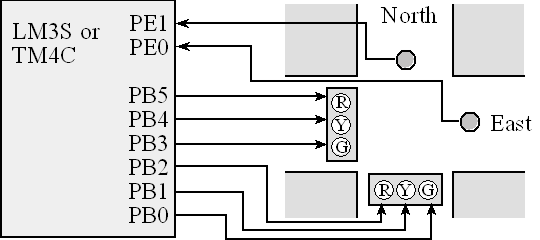 LM3S or
TM4C
PE1
PE0
PB5
PB4
PB3
PB2
PB1
PB0
North
East
R
Y
G
R Y G